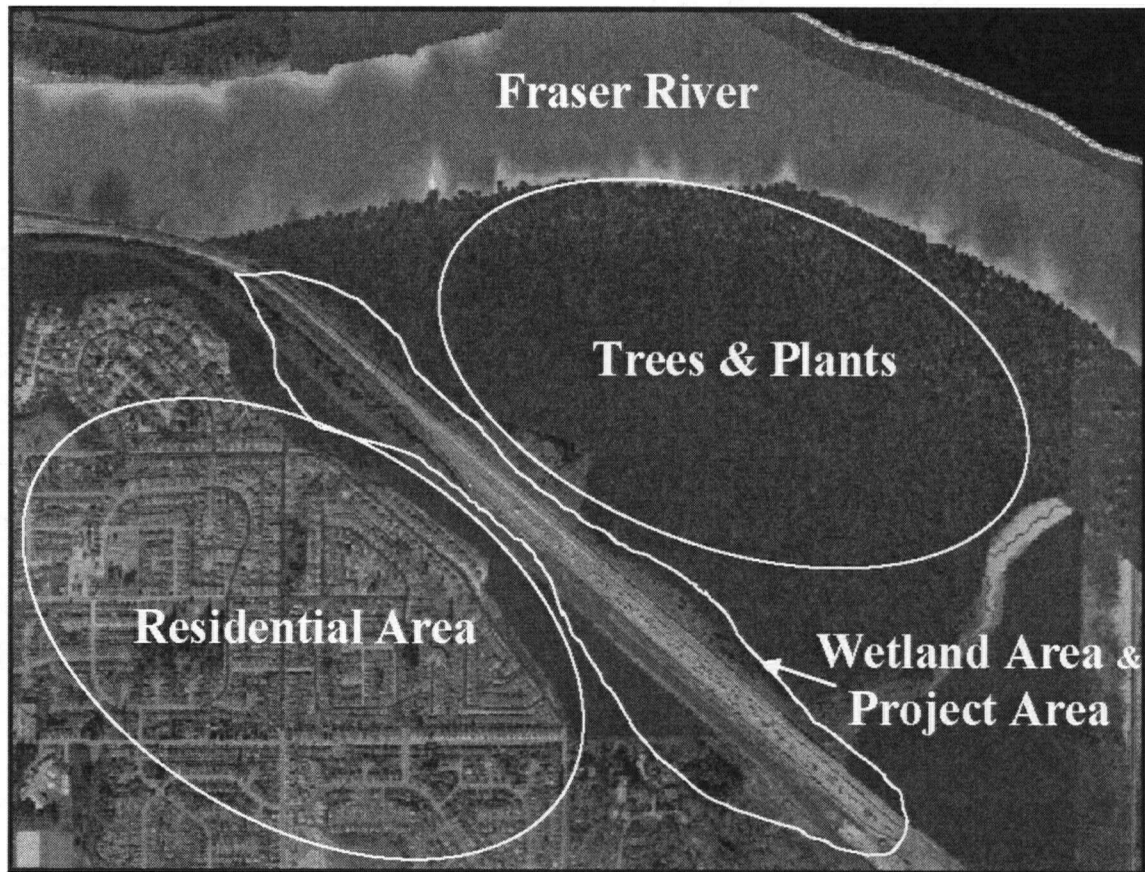 Fraser River
Trees & Plants
Residential Area
Wetland Area &
Project Area